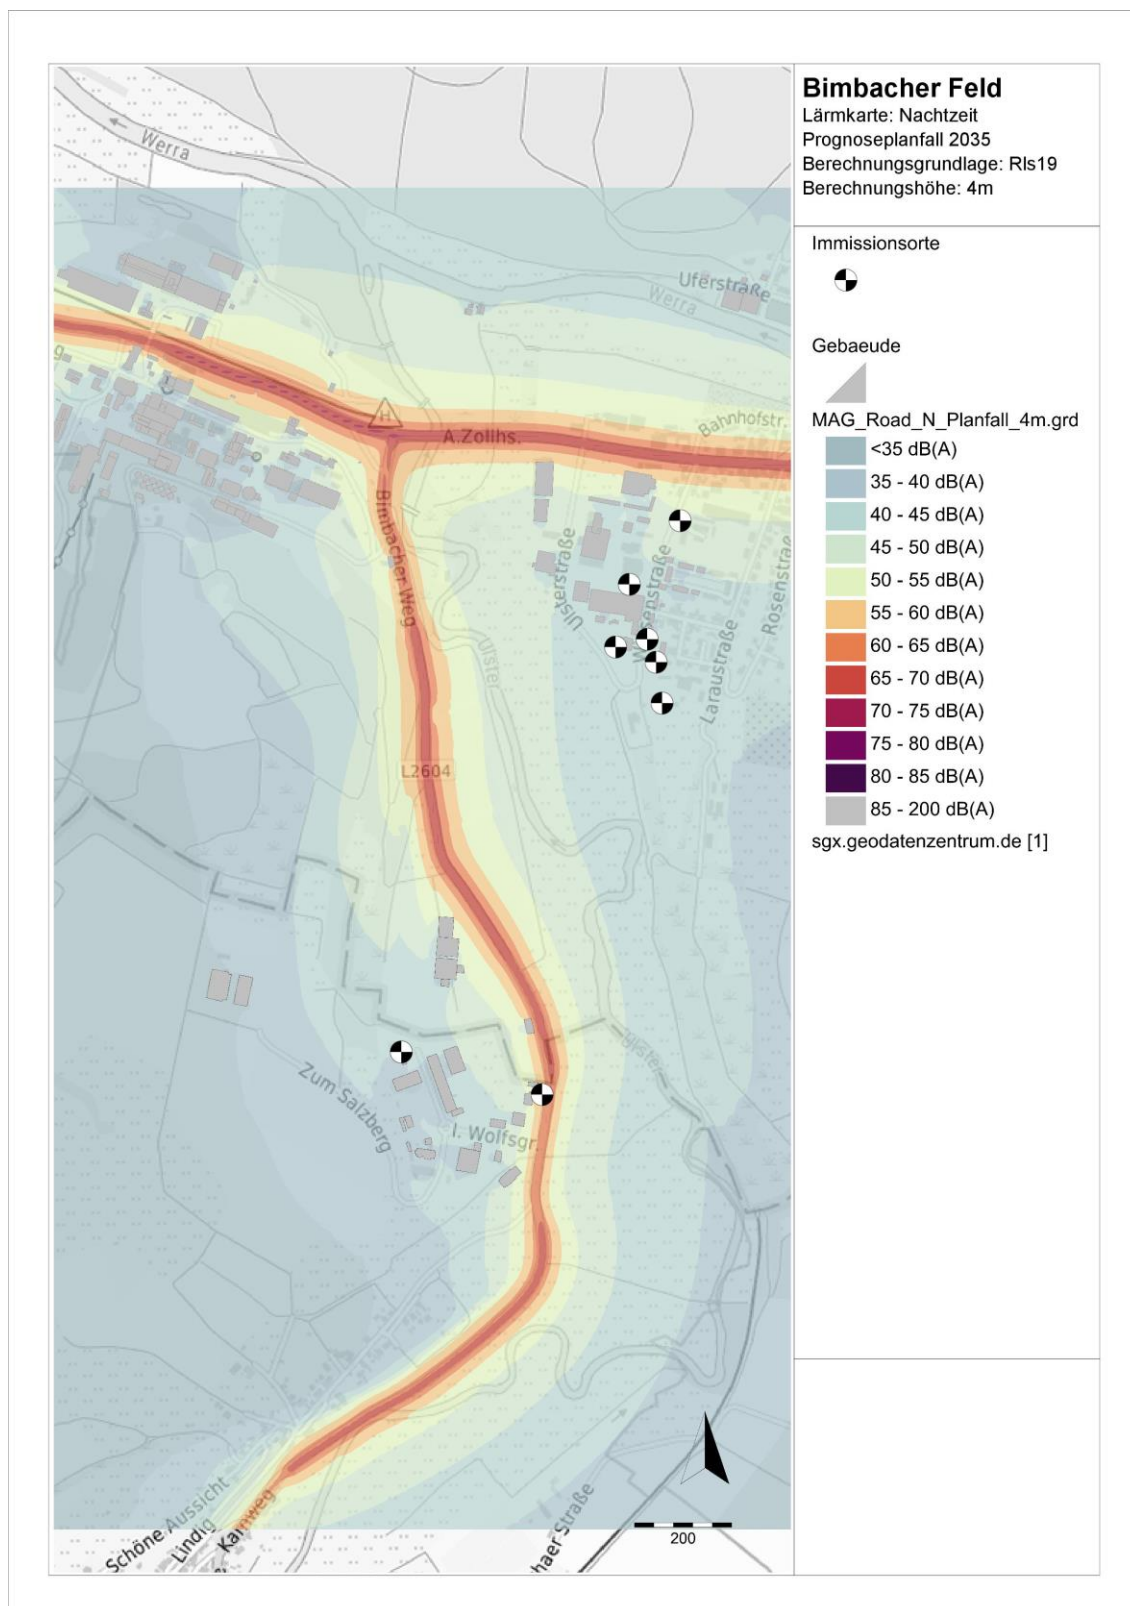 Bimbacher Feld
Lärmkarte: Nachtzeit
Prognoseplanfall 2035
Berechnungsgrundlage: Rls19
Berechnungshöhe: 4m
Immissionsorte
Gebaeude
MAG_Road_N_Planfall_4m.grd
<35 dB(A)
35 - 40 dB(A)
40 - 45 dB(A)
45 - 50 dB(A)
50 - 55 dB(A)
55 - 60 dB(A)
60 - 65 dB(A)
65 - 70 dB(A)
70 - 75 dB(A)
75 - 80 dB(A)
80 - 85 dB(A)
85 - 200 dB(A)
sgx.geodatenzentrum.de [1]
Werra
Uferstraße
Werra
g
H
A.Zollhs.
Bahnhofstr.
Bimbacher Weg
Ulster
Laraustraße
Rosenstraß
L2604
Ulster
Zum Salzberg
I. Wolfsgr.
Schöne Aussicht
Lindig
haer Straße
200